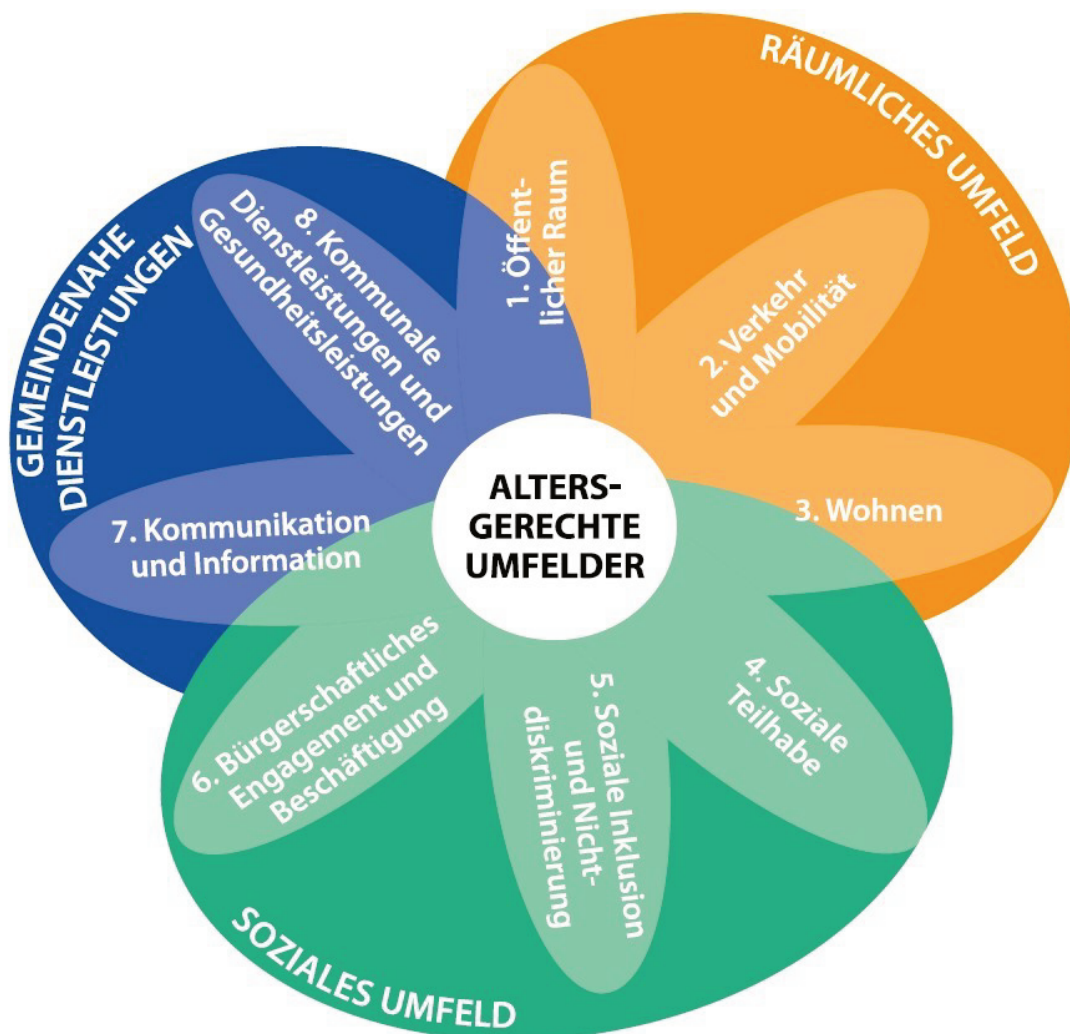 RÄUMLICHES UMFELD
1. Öffent-
licher Raum
2. Verkehr
und Mobilität
3. Wohnen
GEMEINDENAHE
DIENSTLEISTUNGEN
8. Kommunale
Dienstleistungen und
Gesundheitsleistungen
7. Kommunikation
und Information
ALTERS-
GERECHTE
UMFELDER
4. Soziale
Teilhabe
5. Soziale Inklusion
und Nicht-
diskriminierung
6. Bürgerschaftliches
Engagement und
Beschäftigung
SOZIALES UMFELD